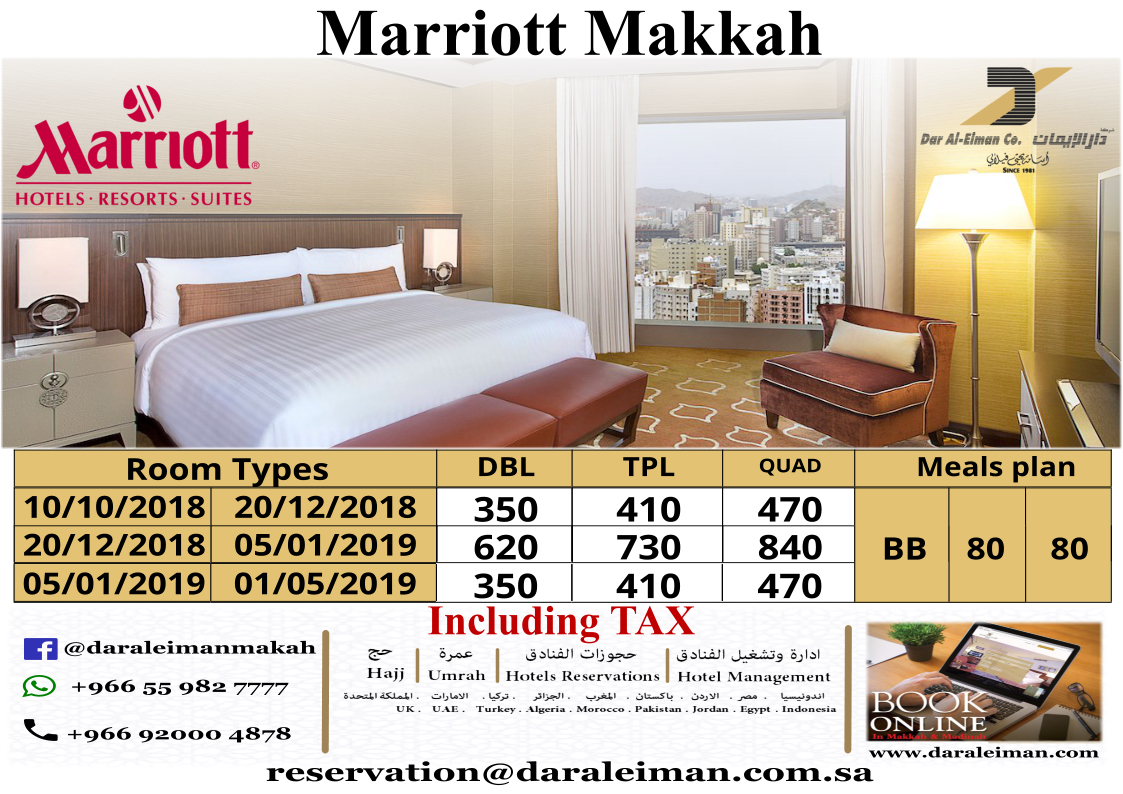 Marriott Makkah
Marriott®
HOTELS · RESORTS · SUITES
Dar Al-Eiman Co. شركة دار الإيمان
SINCE 1981
Room Types DBL TPL QUAD Meals plan
10/10/2018 20/12/2018 350 410 470
20/12/2018 05/01/2019 620 730 840 BB 80 80
05/01/2019 01/05/2019 350 410 470
Including TAX
@daraleimanmakah
+966 55 982 7777
+966 92000 4878
حج عمرة حجوزات الفنادق ادارة وتشغيل الفنادق
Hajj Umrah Hotels Reservations Hotel Management
اندونيسيا . مصر . الاردن . باكستان . المغرب . الجزائر . تركيا . الامارات . المملكة المتحدة
UK . UAE . Turkey . Algeria . Morocco . Pakistan . Jordan . Egypt . Indonesia
BOOK
ONLINE
In Makkah & Madinah
www.daraleiman.com
reservation@daraleiman.com.sa